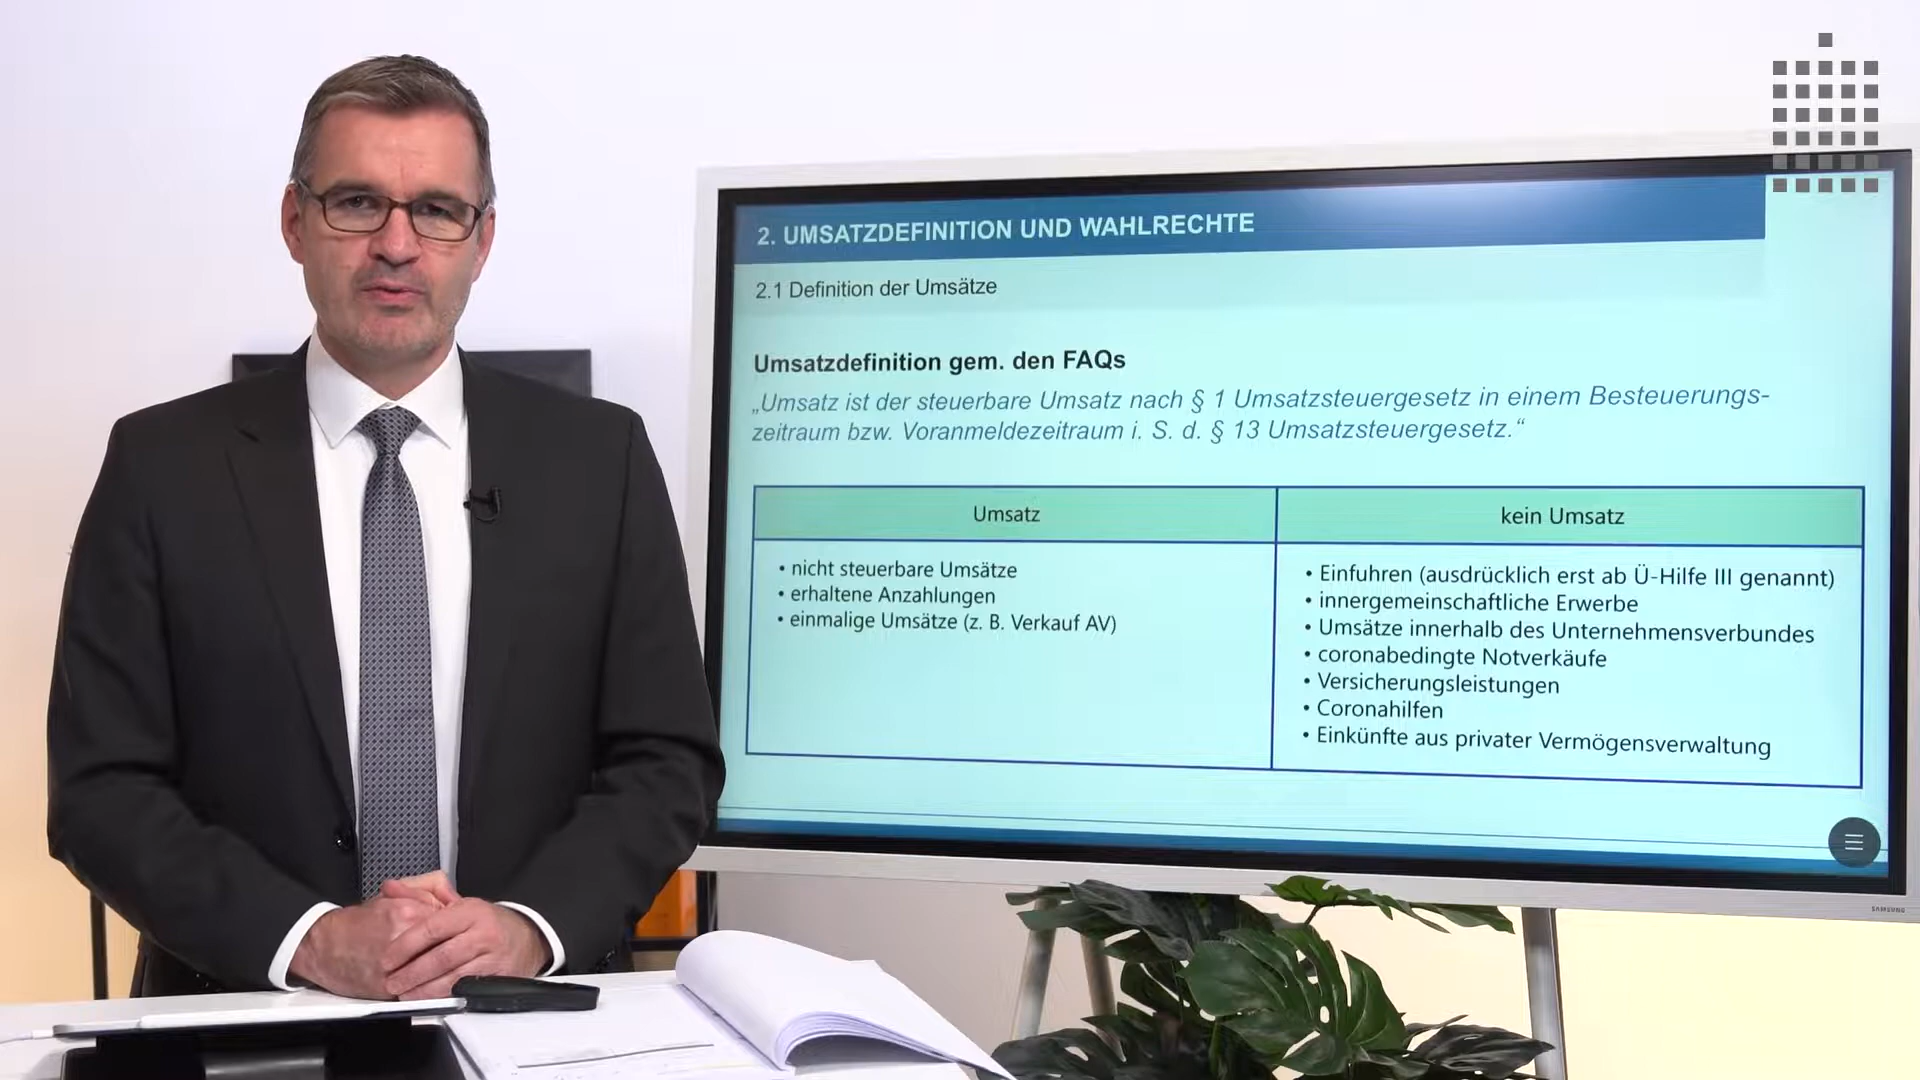 2. UMSATZDEFINITION UND WAHLRECHTE
2.1 Definition der Umsätze
Umsatzdefinition gem. den FAQs
„Umsatz ist der steuerbare Umsatz nach § 1 Umsatzsteuergesetz in einem Besteuerungs-
zeitraum bzw. Voranmeldezeitraum i. S. d. § 13 Umsatzsteuergesetz.“
Umsatz
• nicht steuerbare Umsätze
• erhaltene Anzahlungen
• einmalige Umsätze (z. B. Verkauf AV)
kein Umsatz
• Einfuhren (ausdrücklich erst ab Ü-Hilfe III genannt)
• innergemeinschaftliche Erwerbe
• Umsätze innerhalb des Unternehmensverbundes
• coronabedingte Notverkäufe
• Versicherungsleistungen
• Coronahilfen
• Einkünfte aus privater Vermögensverwaltung
SAMSUNG